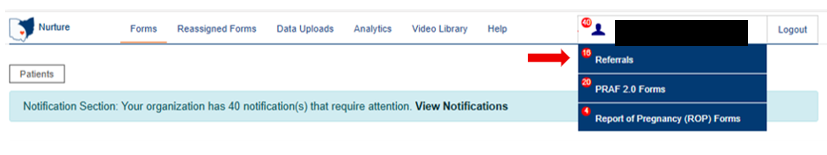 Nurture Forms Reassigned Forms Data Uploads Analytics Video Library Help 40 Logout
10 Referrals
Patients
20 PRAF 2.0 Forms
Notification Section: Your organization has 40 notification(s) that require attention. View Notifications
4 Report of Pregnancy (ROP) Forms